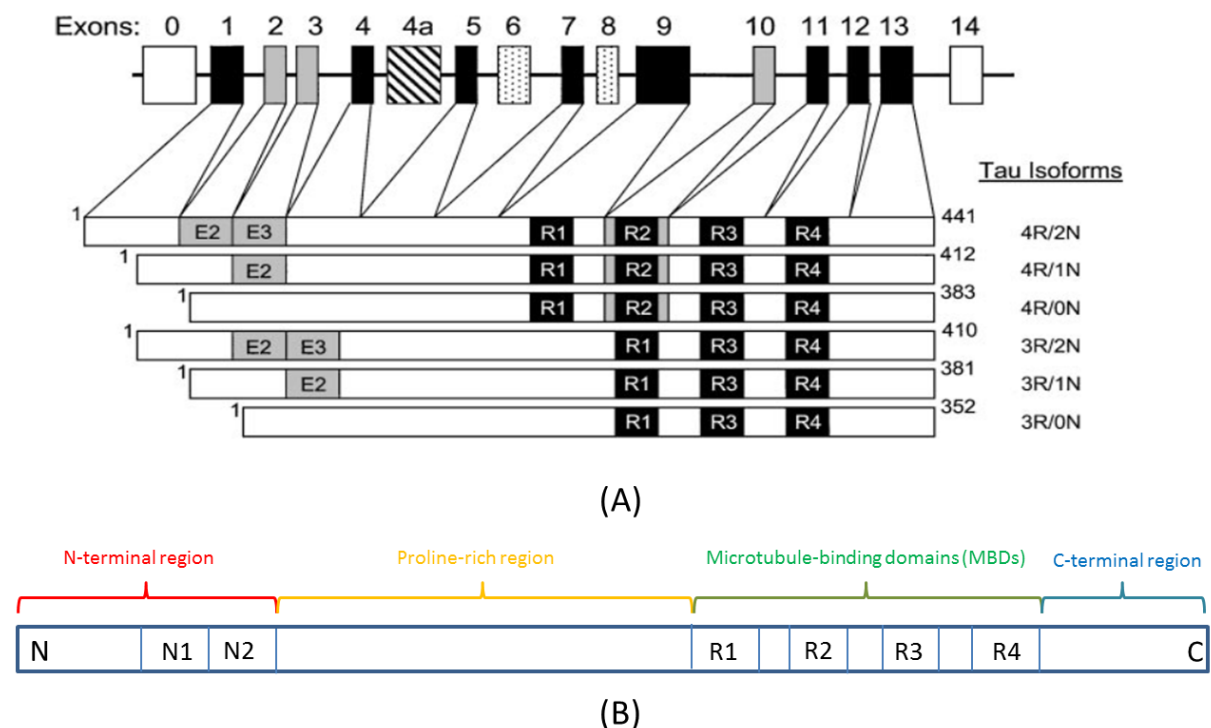 Exons: 0 1 2 3 4 4a 5 6 7 8 9 10 11 12 13 14
Tau Isoforms
1 E2 E3 R1 R2 R3 R4 441 4R/2N
1 E2 R1 R2 R3 R4 412 4R/1N
1 R1 R2 R3 R4 383 4R/0N
1 E2 E3 R1 R3 R4 410 3R/2N
1 E2 R1 R3 R4 381 3R/1N
1 R1 R3 R4 352 3R/0N
(A)
N-terminal region Proline-rich region Microtubule-binding domains (MBDs) C-terminal region
N N1 N2 R1 R2 R3 R4 C
(B)